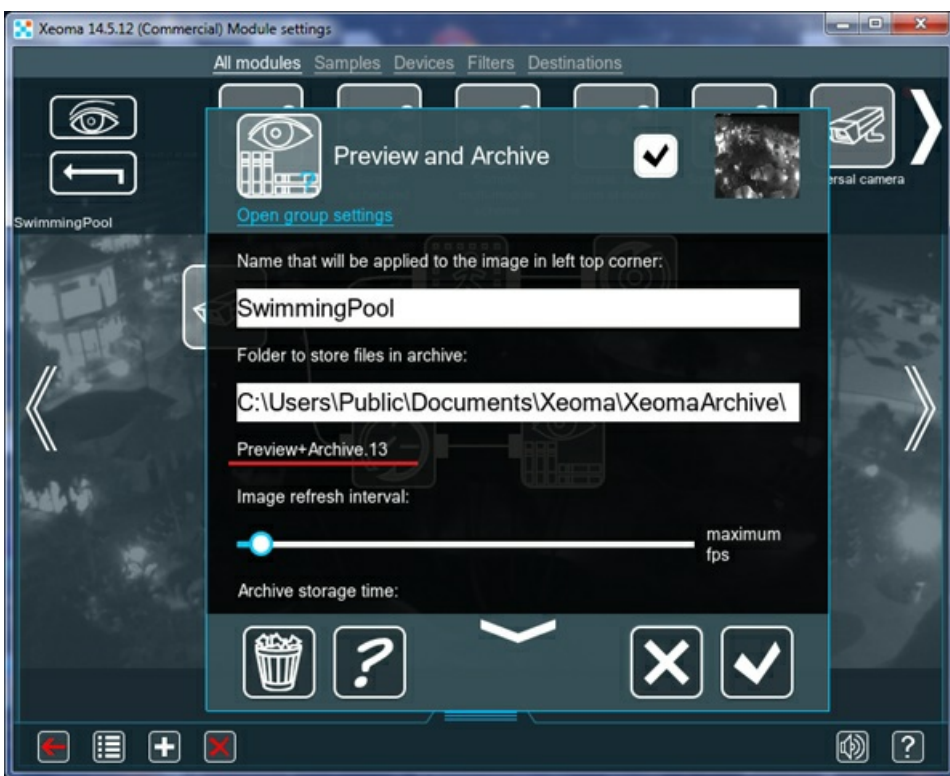 Xeoma 14.5.12 (Commercial) Module settings
All modules Samples Devices Filters Destinations
Preview and Archive
ersal camera
Open group settings
SwimmingPool
Name that will be applied to the image in left top corner:
SwimmingPool
Folder to store files in archive:
C:\Users\Public\Documents\Xeoma\XeomaArchive\
Preview+Archive.13
Image refresh interval:
maximum
fps
Archive storage time: